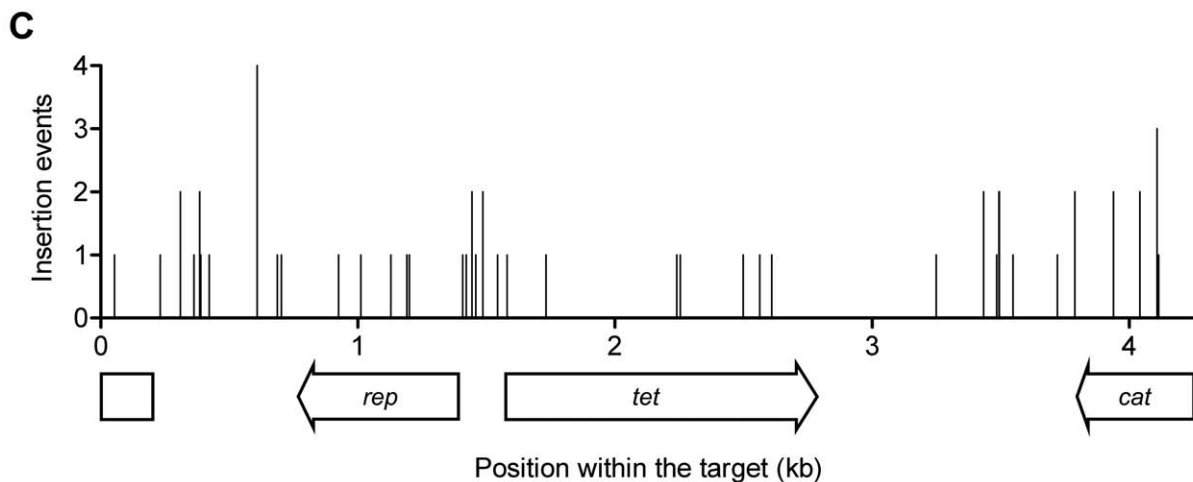 C
Insertion events
4
3
2
1
0
0 1 2 3 4
rep tet cat
Position within the target (kb)